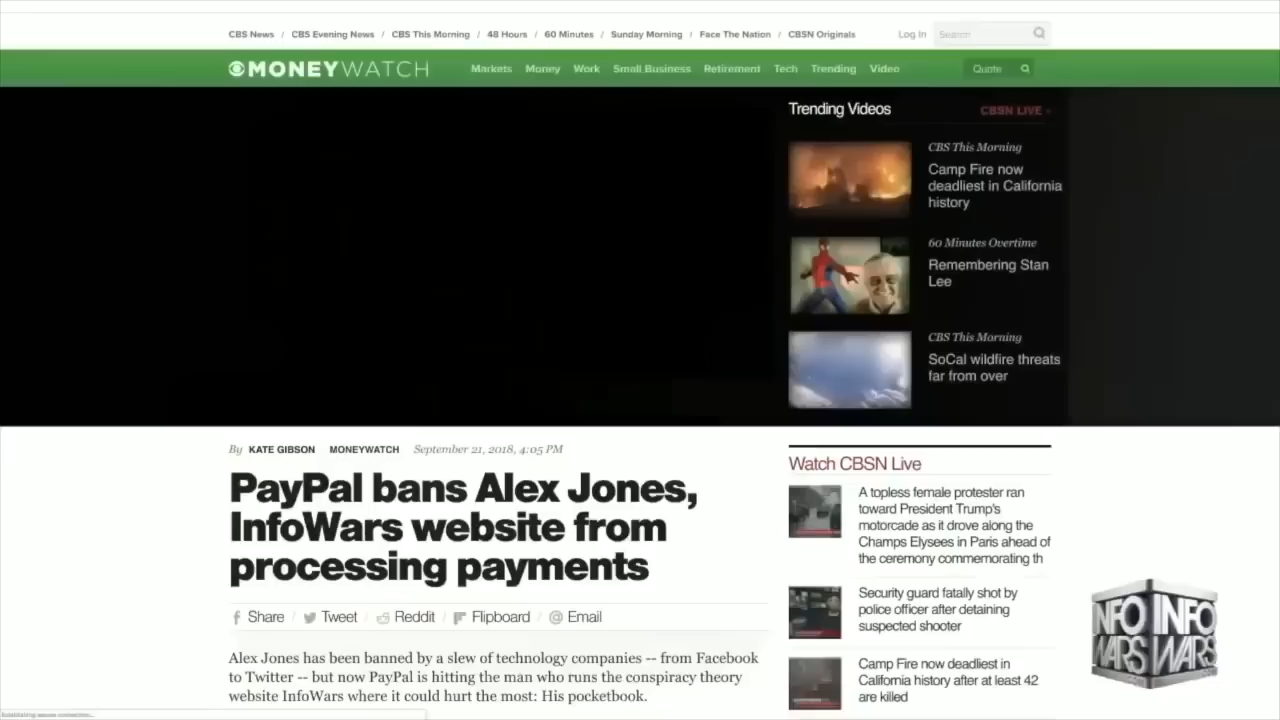 CBS News / CBS Evening News / CBS This Morning / 48 Hours / 60 Minutes / Sunday Morning / Face The Nation / CBSN Originals
Log In
Search
MONEYWATCH
Markets Money Work Small Business Retirement Tech Trending Video
Quote
Trending Videos
CBSN LIVE
CBS This Morning
Camp Fire now
deadliest in California
history
60 Minutes Overtime
Remembering Stan
Lee
CBS This Morning
SoCal wildfire threats
far from over
By KATE GIBSON MONEYWATCH September 21, 2018, 4:05 PM
PayPal bans Alex Jones,
InfoWars website from
processing payments
Share / Tweet / Reddit / Flipboard / @ Email
Alex Jones has been banned by a slew of technology companies -- from Facebook
to Twitter -- but now PayPal is hitting the man who runs the conspiracy theory
website InfoWars where it could hurt the most: His pocketbook.
Watch CBSN Live
A topless female protester ran
toward President Trump's
motorcade as it drove along the
Champs Elysees in Paris ahead of
the ceremony commemorating th
Security guard fatally shot by
police officer after detaining
suspected shooter
Camp Fire now deadliest in
California history after at least 42
are killed
INFO INFO
WARS WARS